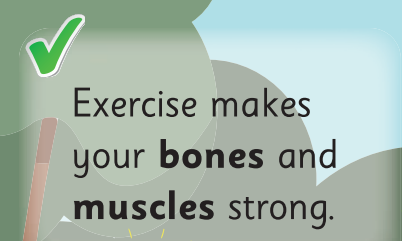 Exercise makes
your bones and
muscles strong.